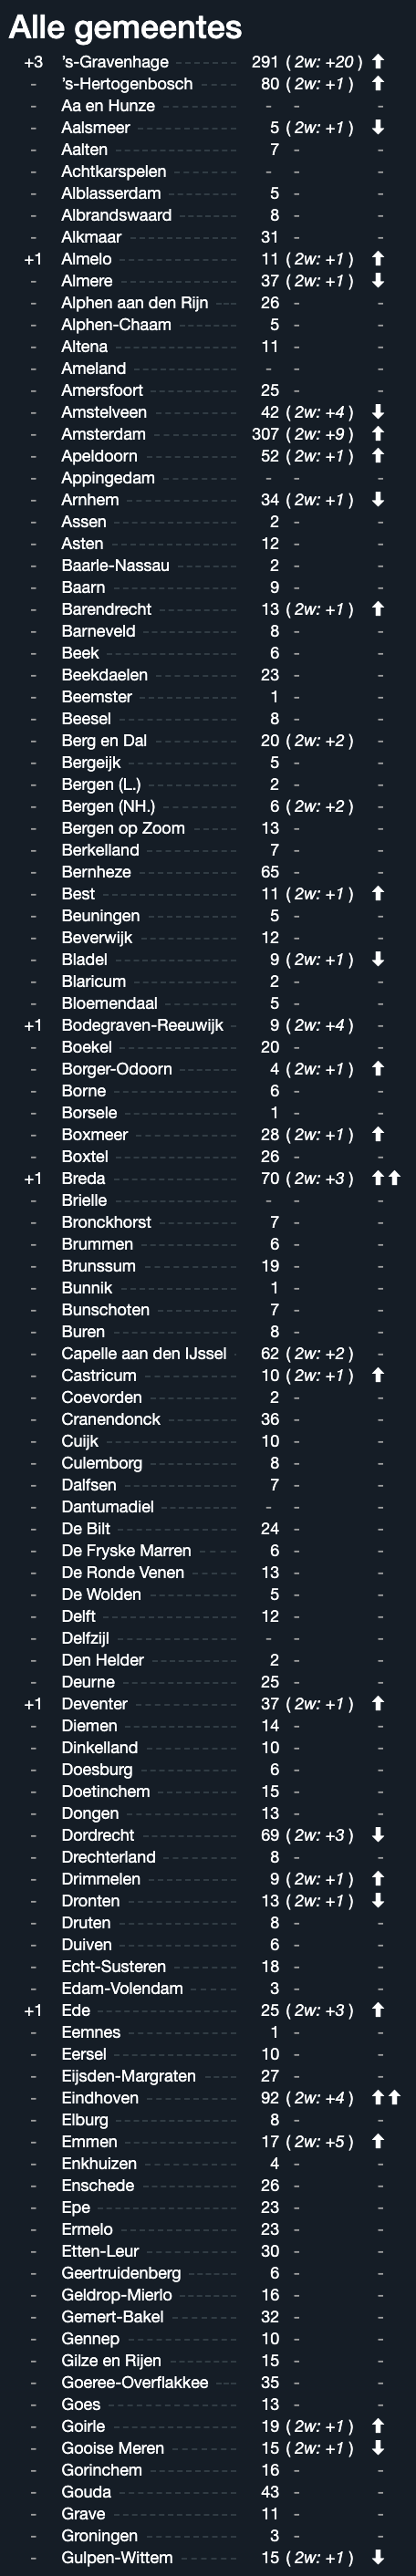 Alle gemeentes
+3 's-Gravenhage 291 ( 2w: +20 ) ⬆
- 's-Hertogenbosch 80 ( 2w: +1 ) ⬆
- Aa en Hunze - - -
- Aalsmeer 5 ( 2w: +1 ) ⬇
- Aalten 7 - -
- Achtkarspelen - - -
- Alblasserdam 5 - -
- Albrandswaard 8 - -
- Alkmaar 31 - -
+1 Almelo 11 ( 2w: +1 ) ⬆
- Almere 37 ( 2w: +1 ) ⬇
- Alphen aan den Rijn 26 - -
- Alphen-Chaam 5 - -
- Altena 11 - -
- Ameland - - -
- Amersfoort 25 - -
- Amstelveen 42 ( 2w: +4 ) ⬇
- Amsterdam 307 ( 2w: +9 ) ⬆
- Apeldoorn 52 ( 2w: +1 ) ⬆
- Appingedam - - -
- Arnhem 34 ( 2w: +1 ) ⬇
- Assen 2 - -
- Asten 12 - -
- Baarle-Nassau 2 - -
- Baarn 9 - -
- Barendrecht 13 ( 2w: +1 ) ⬆
- Barneveld 8 - -
- Beek 6 - -
- Beekdaelen 23 - -
- Beemster 1 - -
- Beesel 8 - -
- Berg en Dal 20 ( 2w: +2 ) -
- Bergeijk 5 - -
- Bergen (L.) 2 - -
- Bergen (NH.) 6 ( 2w: +2 ) -
- Bergen op Zoom 13 - -
- Berkelland 7 - -
- Bernheze 65 - -
- Best 11 ( 2w: +1 ) ⬆
- Beuningen 5 - -
- Beverwijk 12 - -
- Bladel 9 ( 2w: +1 ) ⬇
- Blaricum 2 - -
- Bloemendaal 5 - -
+1 Bodegraven-Reeuwijk 9 ( 2w: +4 ) -
- Boekel 20 - -
- Borger-Odoorn 4 ( 2w: +1 ) ⬆
- Borne 6 - -
- Borsele 1 - -
- Boxmeer 28 ( 2w: +1 ) ⬆
- Boxtel 26 - -
+1 Breda 70 ( 2w: +3 ) ⬆⬆
- Brielle - - -
- Bronckhorst 7 - -
- Brummen 6 - -
- Brunssum 19 - -
- Bunnik 1 - -
- Bunschoten 7 - -
- Buren 8 - -
- Capelle aan den IJssel 62 ( 2w: +2 ) -
- Castricum 10 ( 2w: +1 ) ⬆
- Coevorden 2 - -
- Cranendonck 36 - -
- Cuijk 10 - -
- Culemborg 8 - -
- Dalfsen 7 - -
- Dantumadiel - - -
- De Bilt 24 - -
- De Fryske Marren 6 - -
- De Ronde Venen 13 - -
- De Wolden 5 - -
- Delft 12 - -
- Delfzijl - - -
- Den Helder 2 - -
- Deurne 25 - -
+1 Deventer 37 ( 2w: +1 ) ⬆
- Diemen 14 - -
- Dinkelland 10 - -
- Doesburg 6 - -
- Doetinchem 15 - -
- Dongen 13 - -
- Dordrecht 69 ( 2w: +3 ) ⬇
- Drechterland 8 - -
- Drimmelen 9 ( 2w: +1 ) ⬆
- Dronten 13 ( 2w: +1 ) ⬇
- Druten 8 - -
- Duiven 6 - -
- Echt-Susteren 18 - -
- Edam-Volendam 3 - -
+1 Ede 25 ( 2w: +3 ) ⬆
- Eemnes 1 - -
- Eersel 10 - -
- Eijsden-Margraten 27 - -
- Eindhoven 92 ( 2w: +4 ) ⬆⬆
- Elburg 8 - -
- Emmen 17 ( 2w: +5 ) ⬆
- Enkhuizen 4 - -
- Enschede 26 - -
- Epe 23 - -
- Ermelo 23 - -
- Etten-Leur 30 - -
- Geertruidenberg 6 - -
- Geldrop-Mierlo 16 - -
- Gemert-Bakel 32 - -
- Gennep 10 - -
- Gilze en Rijen 15 - -
- Goeree-Overflakkee 35 - -
- Goes 13 - -
- Goirle 19 ( 2w: +1 ) ⬆
- Gooise Meren 15 ( 2w: +1 ) ⬇
- Gorinchem 16 - -
- Gouda 43 - -
- Grave 11 - -
- Groningen 3 - -
- Gulpen-Wittem 15 ( 2w: +1 ) ⬇